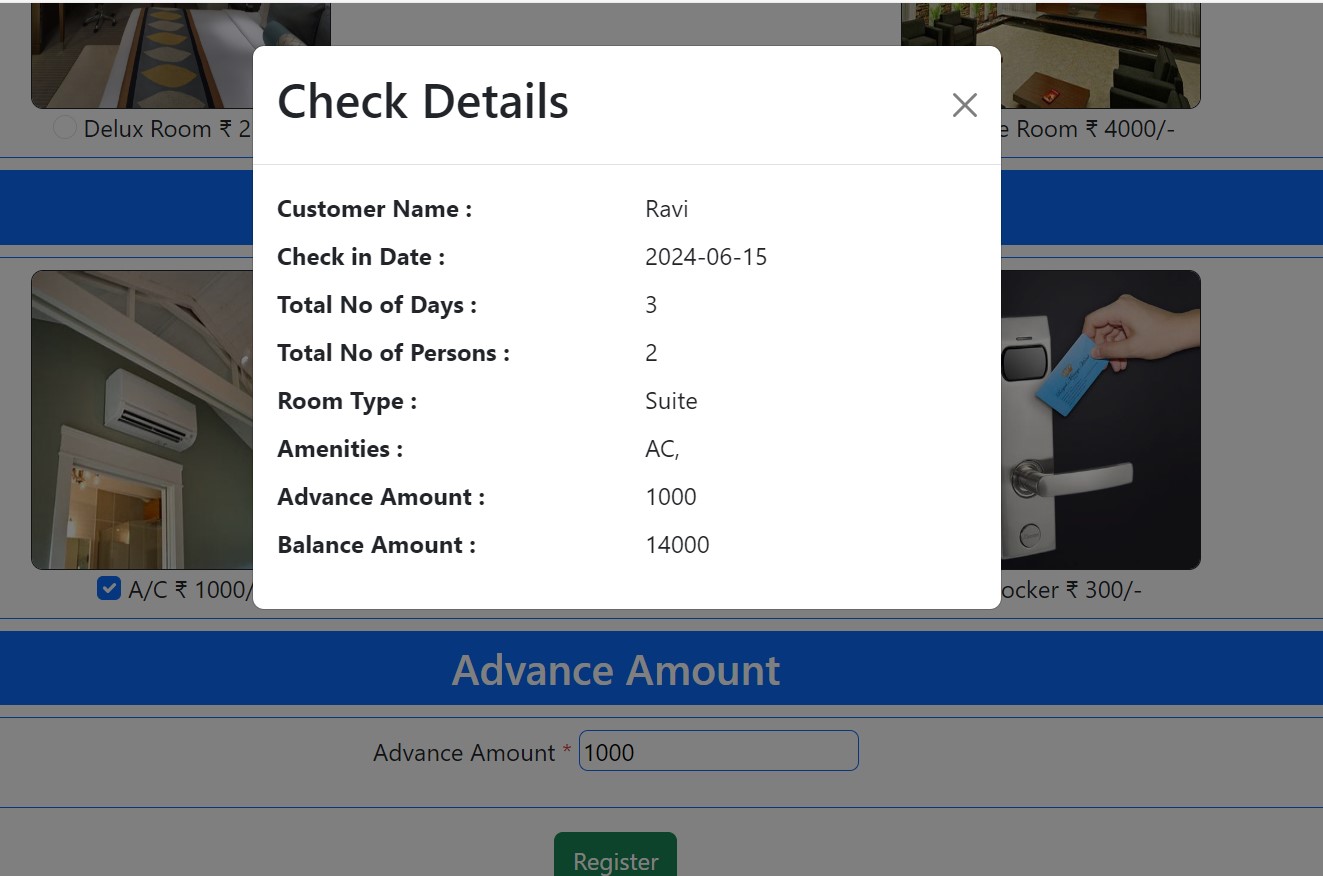 Check Details
Delux Room ₹ 2
Room ₹ 4000/-
Customer Name : Ravi
Check in Date : 2024-06-15
Total No of Days : 3
Total No of Persons : 2
Room Type : Suite
Amenities : AC,
Advance Amount : 1000
Balance Amount : 14000
A/C ₹ 1000/
ocker ₹ 300/-
Advance Amount
Advance Amount * 1000
Register